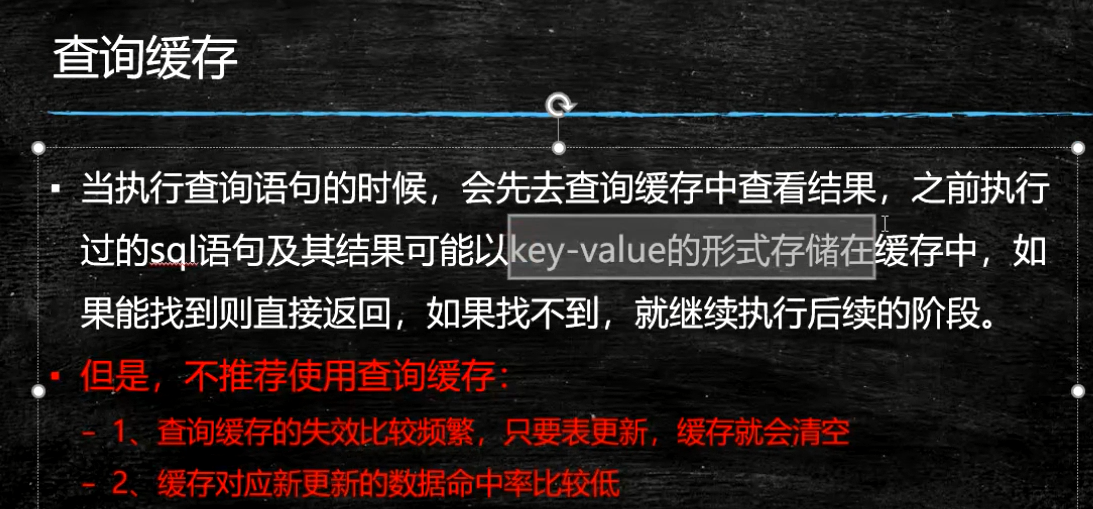 查询缓存
▪ 当执行查询语句的时候，会先去查询缓存中查看结果，之前执行
过的sql语句及其结果可能以key-value的形式存储在缓存中，如
果能找到则直接返回，如果找不到，就继续执行后续的阶段。
▪ 但是，不推荐使用查询缓存：
– 1、查询缓存的失效比较频繁，只要表更新，缓存就会清空
– 2、缓存对应新更新的数据命中率比较低